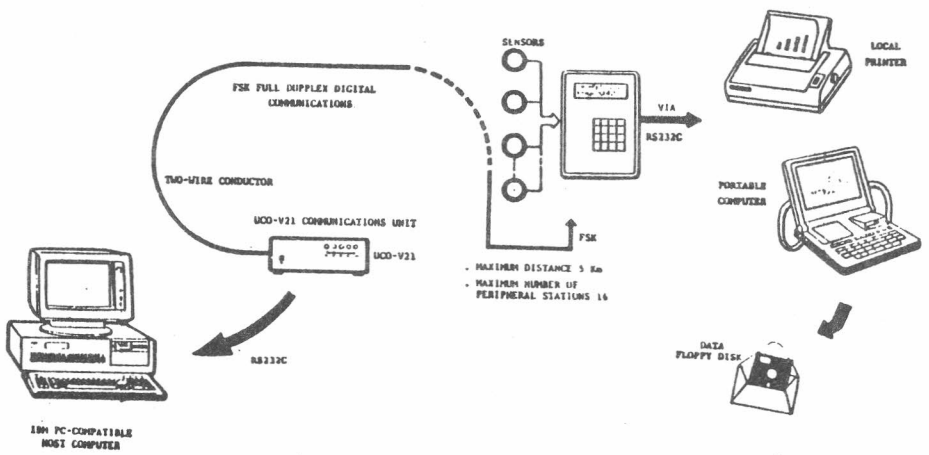 SENSORS
LOCAL
PRINTER
FSK FULL DUPPLEX DIGITAL
COMMUNICATIONS
VIA
RS232C
TWO-WIRE CONDUCTOR
PORTABLE
COMPUTER
UCO-V21 COMMUNICATIONS UNIT
UCO-V21
FSK
. MAXIMUM DISTANCE 5 Km
. MAXIMUM NUMBER OF
PERIPHERAL STATIONS 16
RS232C
DATA
FLOPPY DISK
IBM PC-COMPATIBLE
HOST COMPUTER